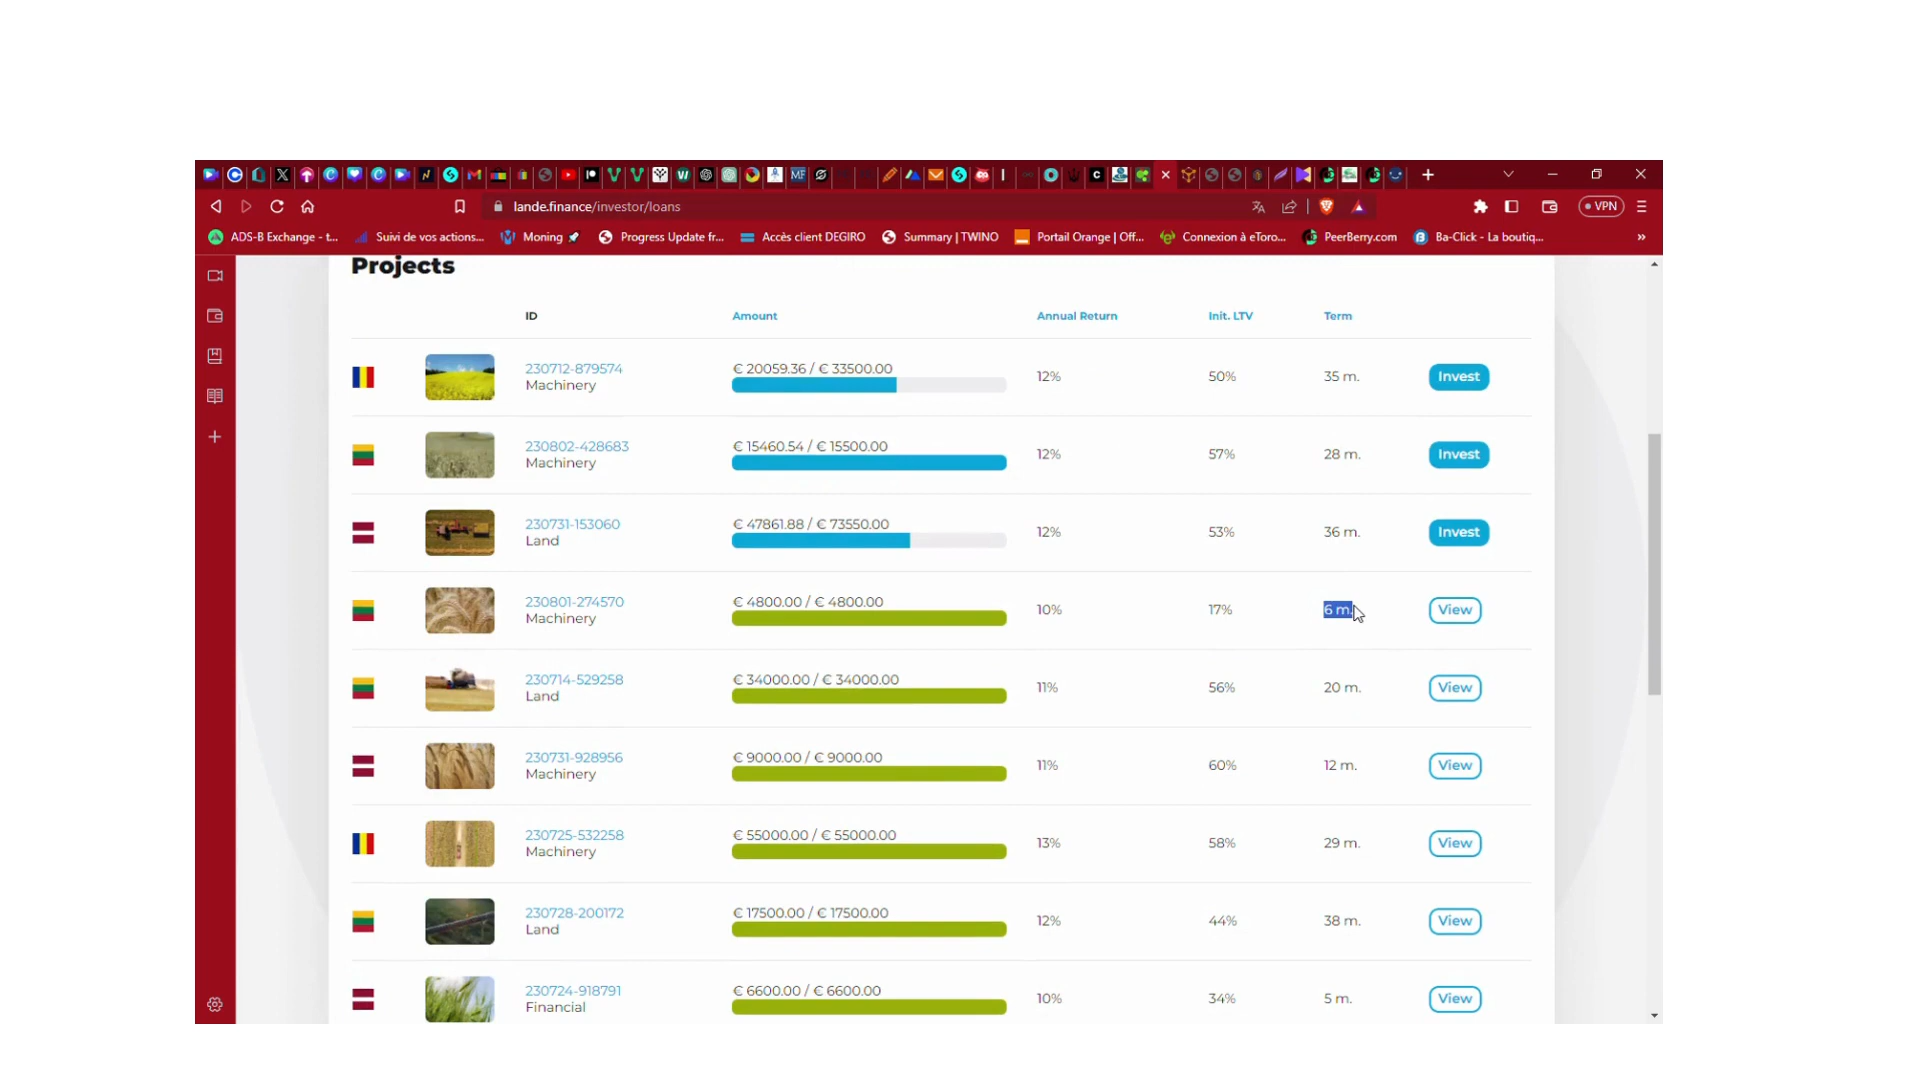 MF
lande.finance/investor/loans
VPN
ADS-B Exchange - t...
Suivi de vos actions...
Moning
Progress Update fr...
Accès client DEGIRO
Summary | TWINO
Portail Orange | Off...
Connexion à eToro...
PeerBerry.com
Ba-Click - La boutiq...
»
Projects
ID Amount Annual Return Init. LTV Term
230712-879574
Machinery
€ 20059.36 / € 33500.00
12% 50% 35 m. Invest
230802-428683
Machinery
€ 15460.54 / € 15500.00
12% 57% 28 m. Invest
230731-153060
Land
€ 47861.88 / € 73550.00
12% 53% 36 m. Invest
230801-274570
Machinery
€ 4800.00 / € 4800.00
10% 17% 6 m. View
230714-529258
Land
€ 34000.00 / € 34000.00
11% 56% 20 m. View
230731-928956
Machinery
€ 9000.00 / € 9000.00
11% 60% 12 m. View
230725-532258
Machinery
€ 55000.00 / € 55000.00
13% 58% 29 m. View
230728-200172
Land
€ 17500.00 / € 17500.00
12% 44% 38 m. View
230724-918791
Financial
€ 6600.00 / € 6600.00
10% 34% 5 m. View